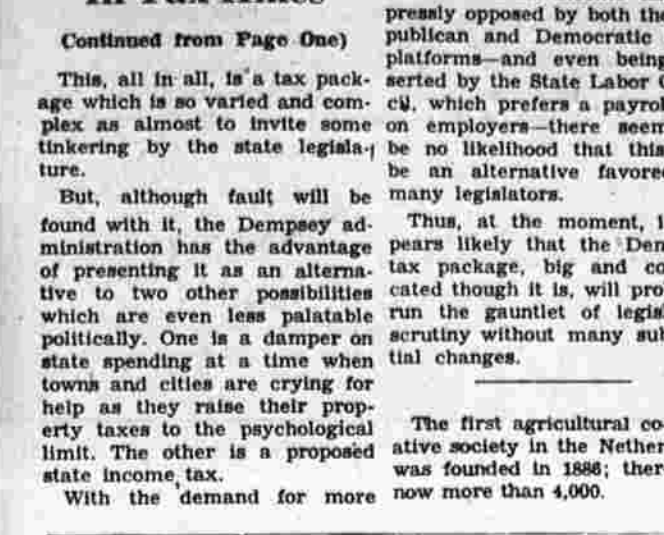 Continued from Page One)
This, all in all, is a tax pack-
age which is so varied and com-
plex as almost to invite some
tinkering by the state legisla-
ture.
But, although fault will be
found with it, the Dempsey ad-
ministration has the advantage
of presenting it as an alterna-
tive to two other possibilities
which are even less palatable
politically. One is a damper on
state spending at a time when
towns and cities are crying for
help as they raise their prop-
erty taxes to the psychological
limit. The other is a proposed
state income tax.
With the demand for more
pressly opposed by both the
publican and Democratic
platforms—and even being
serted by the State Labor
cil, which prefers a payrol
on employers—there seem
be no likelihood that this
be an alternative favored
many legislators.
Thus, at the moment, i
pears likely that the Dem
tax package, big and co
cated though it is, will pro
run the gauntlet of legis
scrutiny without many sub
tial changes.
The first agricultural co-
ative society in the Nether
was founded in 1886; ther
now more than 4,000.